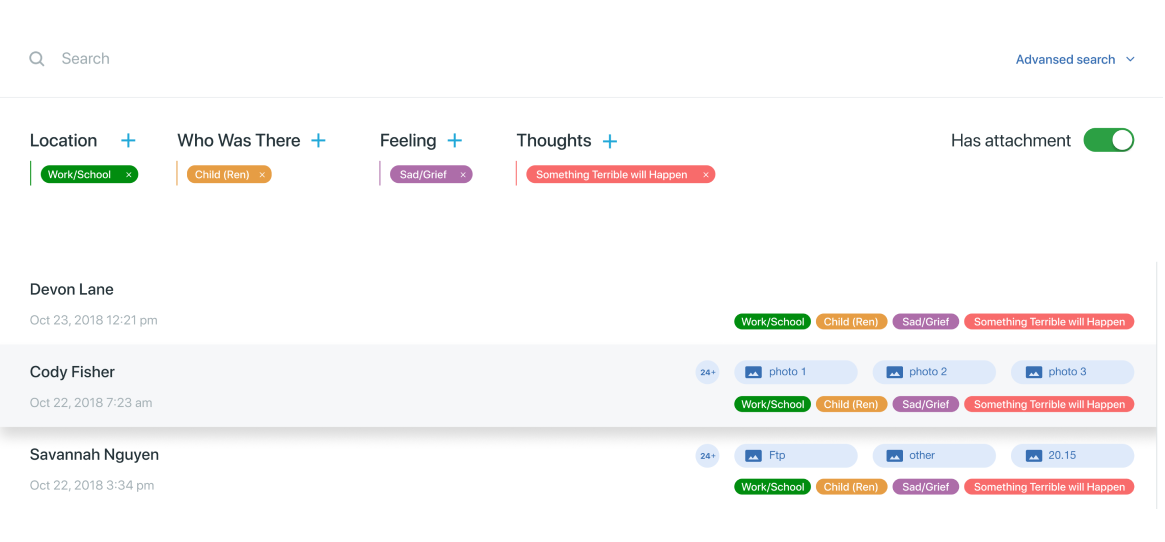 Search
Advansed search
Location + Who Was There + Feeling + Thoughts + Has attachment
Work/School × Child (Ren) × Sad/Grief × Something Terrible will Happen ×
Devon Lane
Oct 23, 2018 12:21 pm Work/School Child (Ren) Sad/Grief Something Terrible will Happen
Cody Fisher 24+ photo 1 photo 2 photo 3
Oct 22, 2018 7:23 am Work/School Child (Ren) Sad/Grief Something Terrible will Happen
Savannah Nguyen 24+ Ftp other 20.15
Oct 22, 2018 3:34 pm Work/School Child (Ren) Sad/Grief Something Terrible will Happen